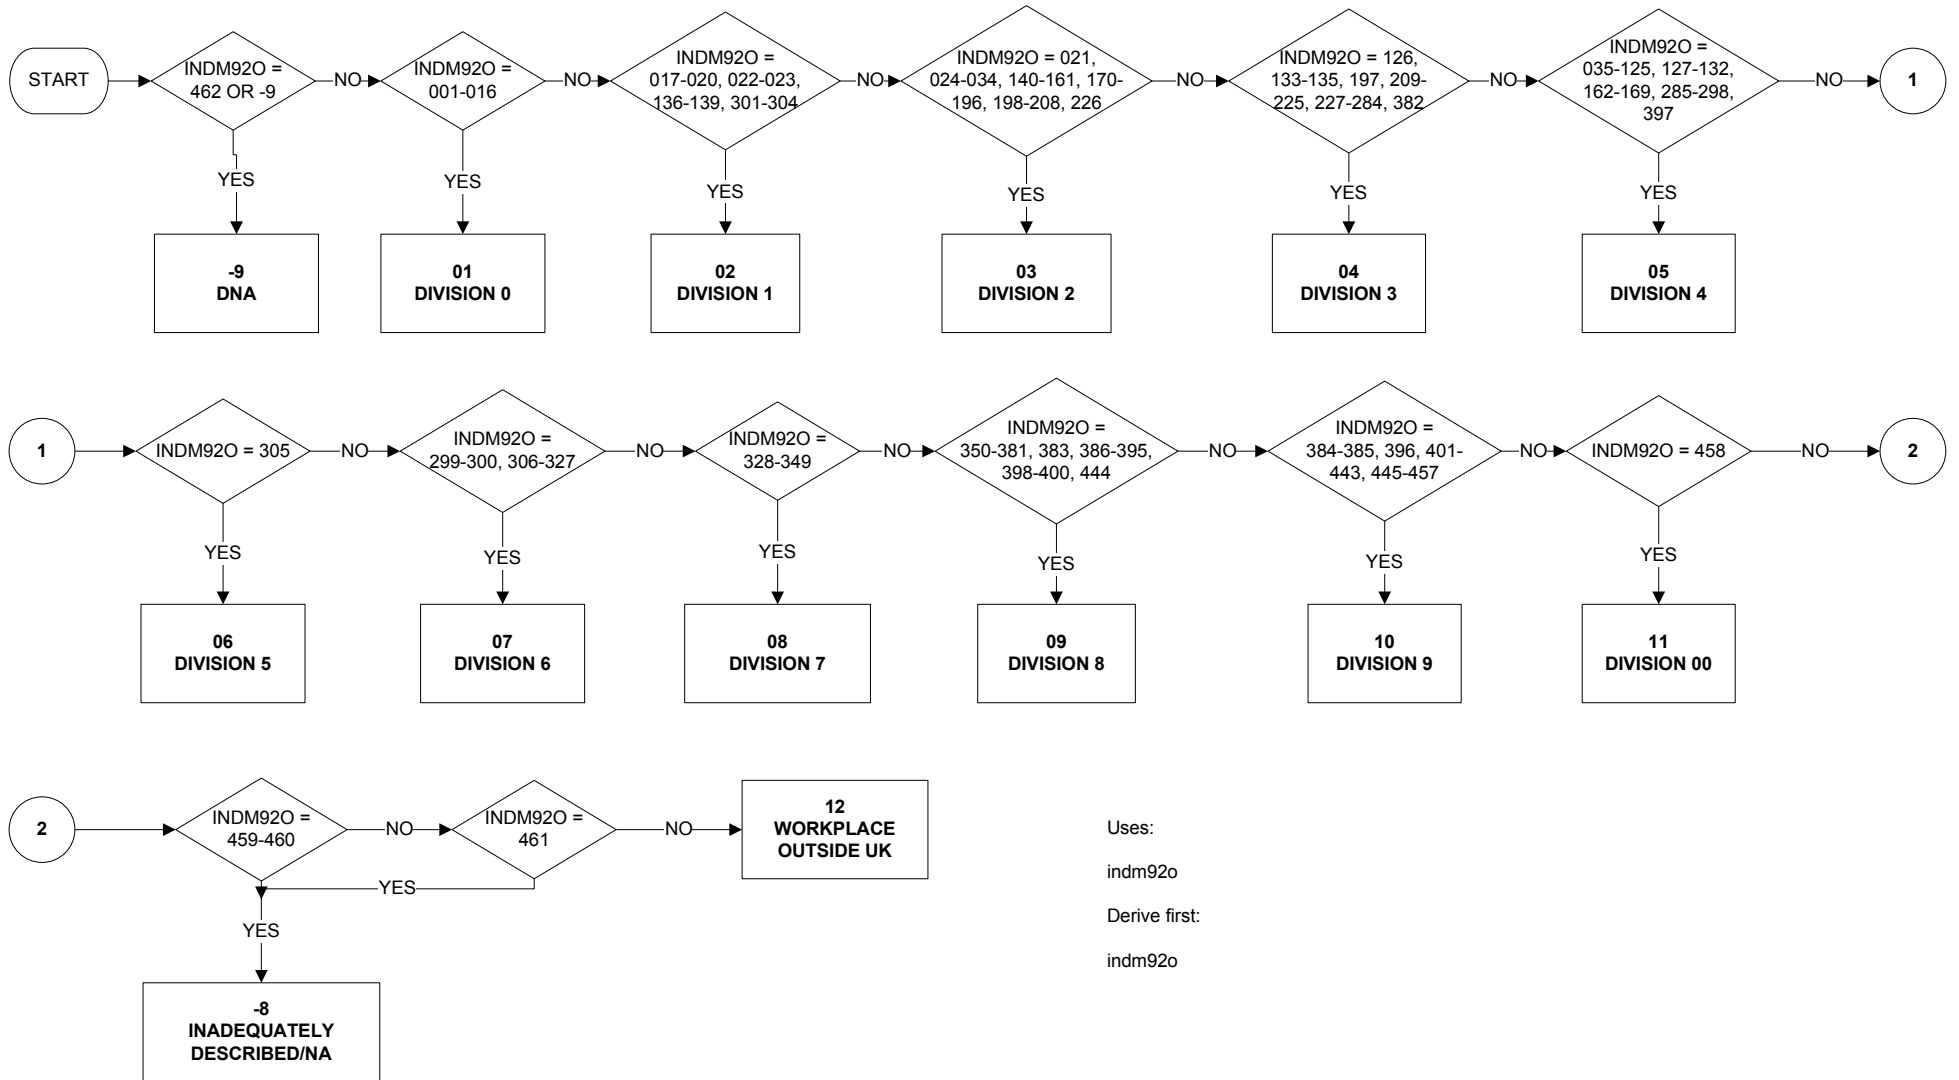 START
INDM92O =
462 OR -9
NO
INDM92O =
001-016
NO
INDM92O =
017-020, 022-023,
136-139, 301-304
NO
INDM92O = 021,
024-034, 140-161, 170-
196, 198-208, 226
NO
INDM92O = 126,
133-135, 197, 209-
225, 227-284, 382
NO
INDM92O =
035-125, 127-132,
162-169, 285-298,
397
NO
1
YES
YES
YES
YES
YES
YES
-9
DNA
01
DIVISION 0
02
DIVISION 1
03
DIVISION 2
04
DIVISION 3
05
DIVISION 4
1
INDM92O = 305
NO
INDM92O =
299-300, 306-327
NO
INDM92O =
328-349
NO
INDM92O =
350-381, 383, 386-395,
398-400, 444
NO
INDM92O =
384-385, 396, 401-
443, 445-457
NO
INDM92O = 458
NO
2
YES
YES
YES
YES
YES
YES
06
DIVISION 5
07
DIVISION 6
08
DIVISION 7
09
DIVISION 8
10
DIVISION 9
11
DIVISION 00
2
INDM92O =
459-460
NO
INDM92O =
461
NO
12
WORKPLACE
OUTSIDE UK
YES
YES
-8
INADEQUATELY
DESCRIBED/NA
Uses:
indm92o
Derive first:
indm92o